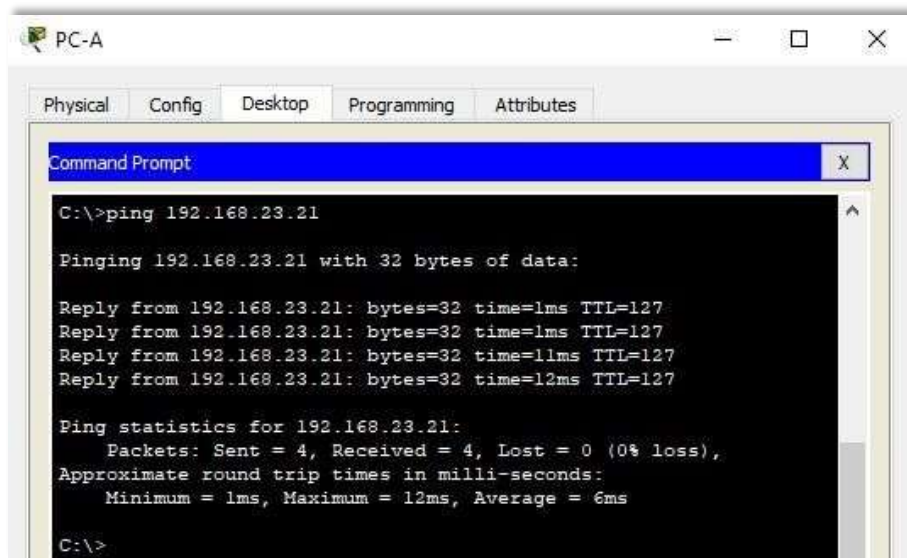 PC-A
Physical Config Desktop Programming Attributes
Command Prompt X
C:\>ping 192.168.23.21
Pinging 192.168.23.21 with 32 bytes of data:
Reply from 192.168.23.21: bytes=32 time=1ms TTL=127
Reply from 192.168.23.21: bytes=32 time=1ms TTL=127
Reply from 192.168.23.21: bytes=32 time=11ms TTL=127
Reply from 192.168.23.21: bytes=32 time=12ms TTL=127
Ping statistics for 192.168.23.21:
Packets: Sent = 4, Received = 4, Lost = 0 (0% loss),
Approximate round trip times in milli-seconds:
Minimum = 1ms, Maximum = 12ms, Average = 6ms
C:\>